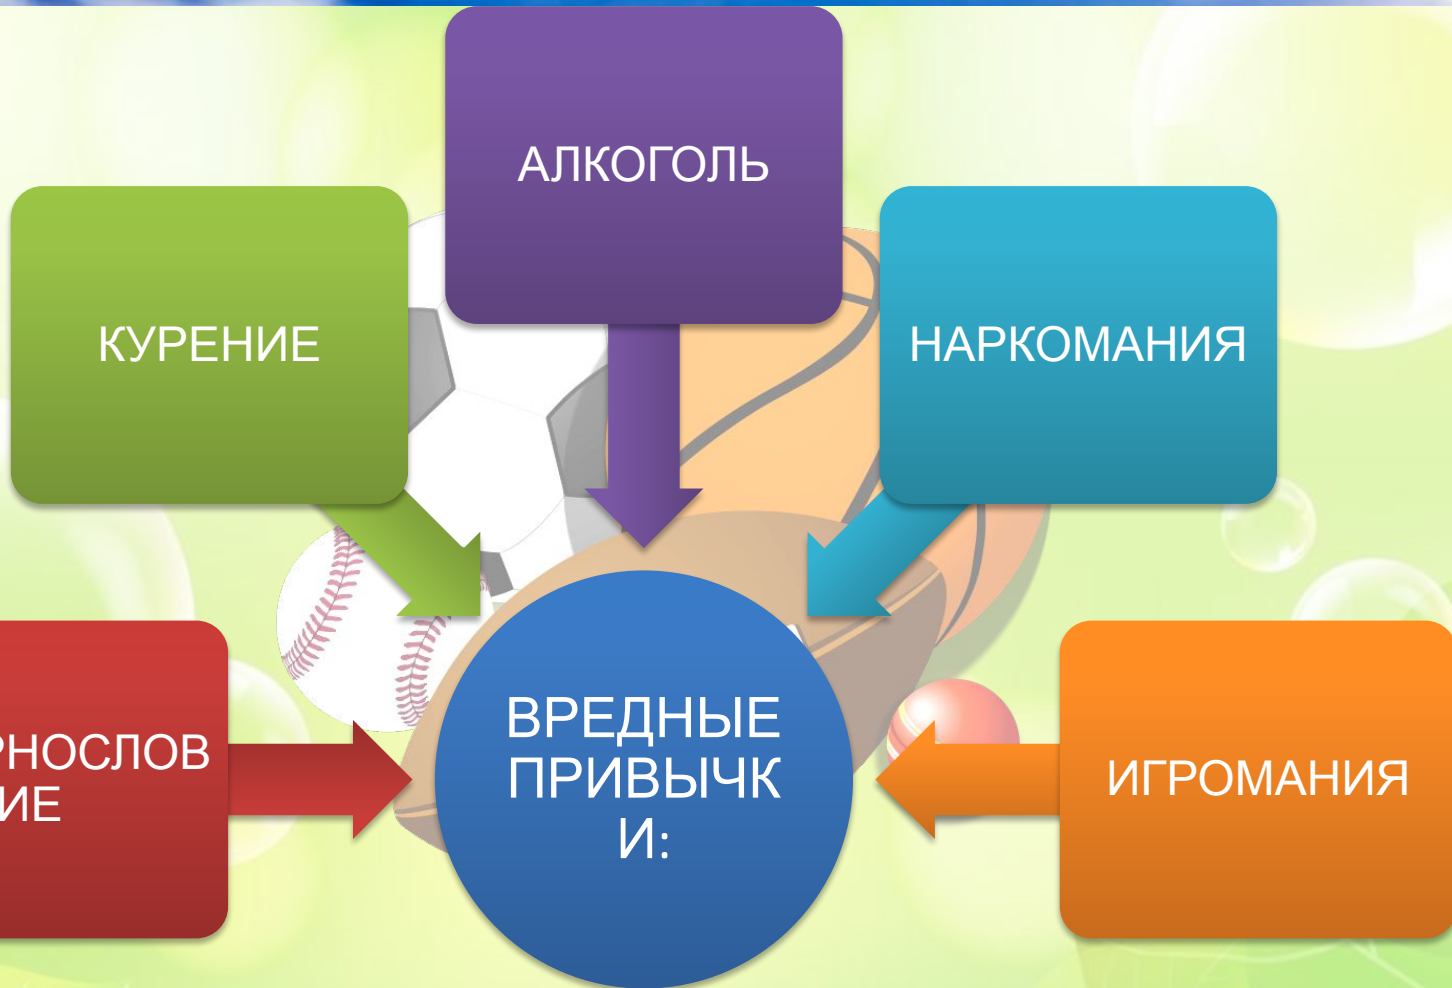 АЛКОГОЛЬ
КУРЕНИЕ
НАРКОМАНИЯ
ВРЕДНЫЕ
ПРИВЫЧК
И:
ИГРОМАНИЯ